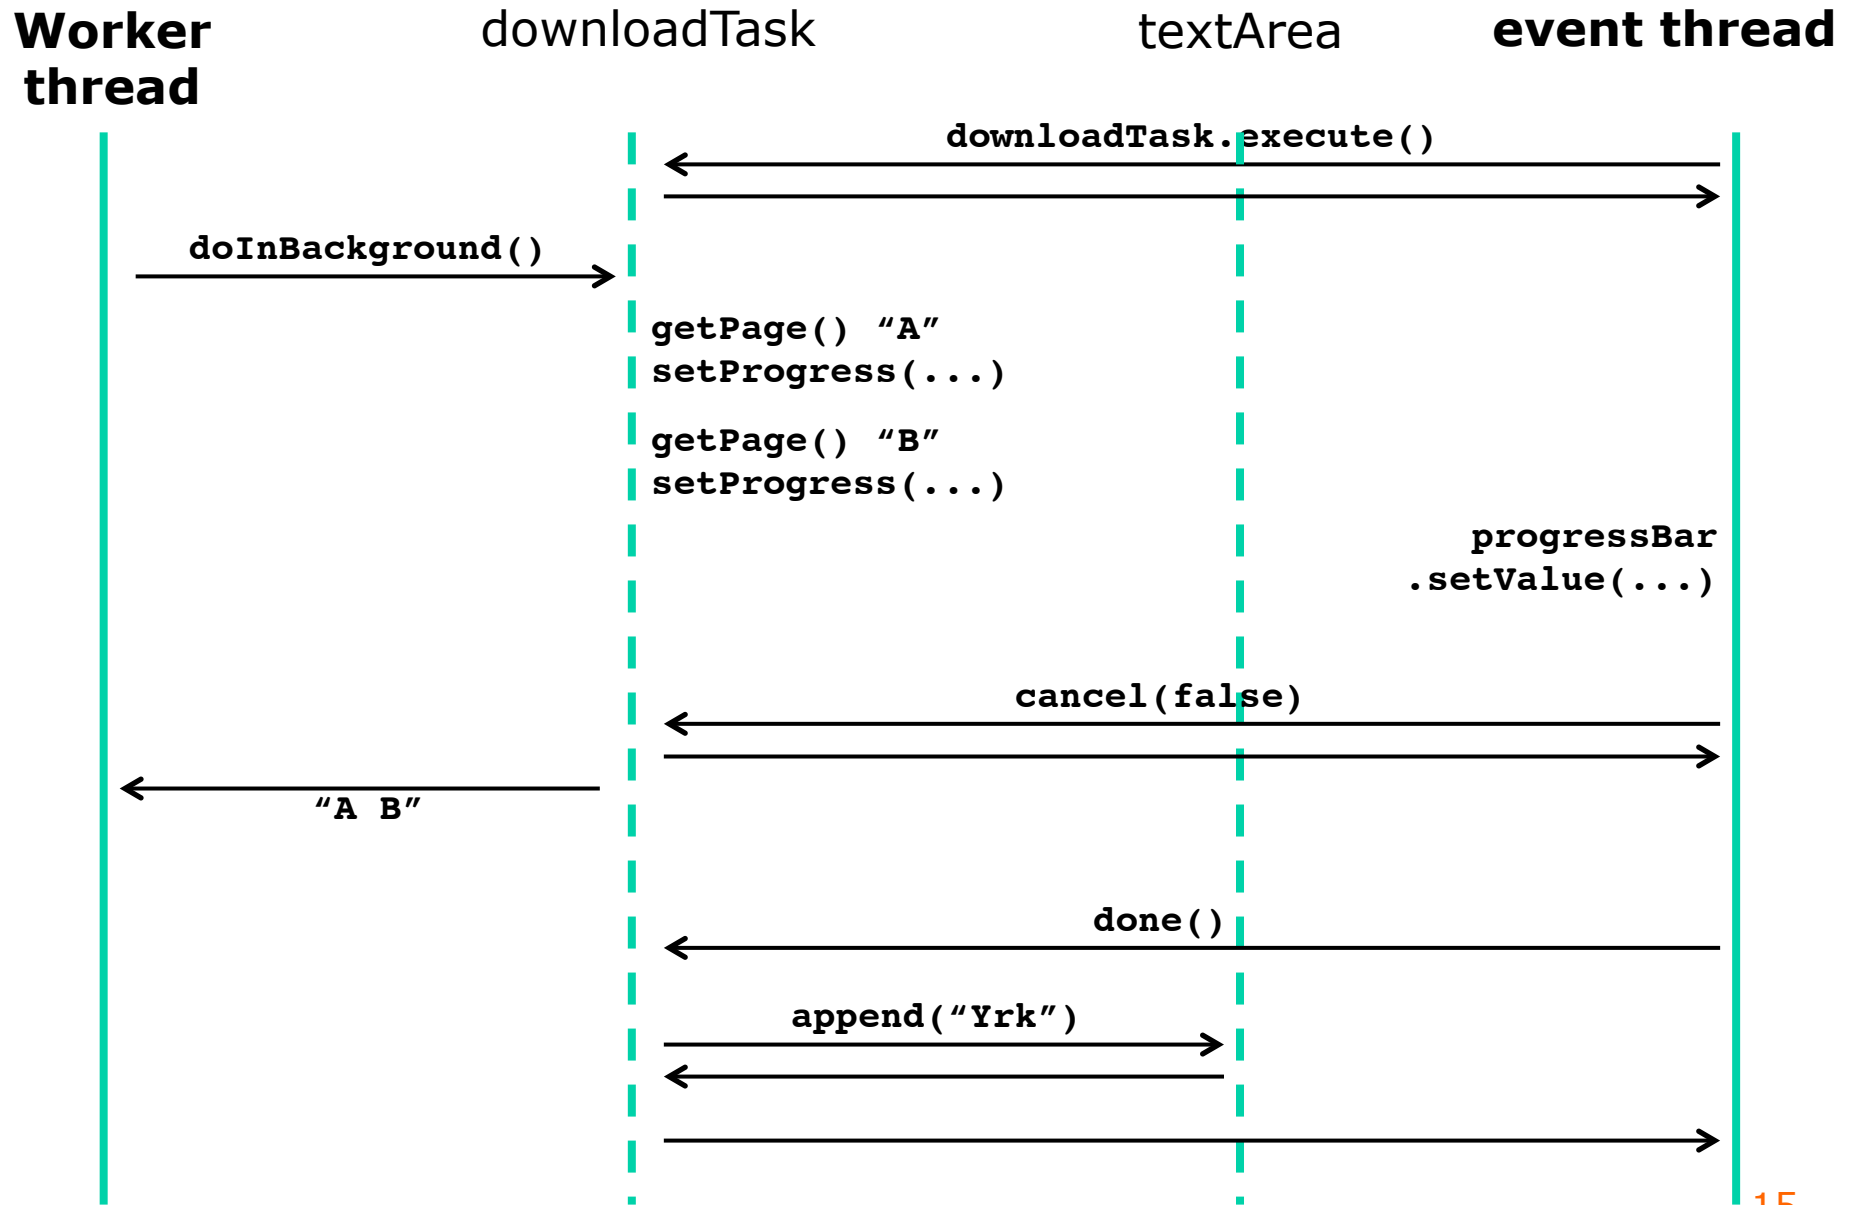 Worker
thread
downloadTask
textArea
event thread
downloadTask.execute()
doInBackground()
getPage() “A”
setProgress(...)
getPage() “B”
setProgress(...)
progressBar
.setValue(...)
cancel(false)
“A B”
done()
append(“Yrk”)
15